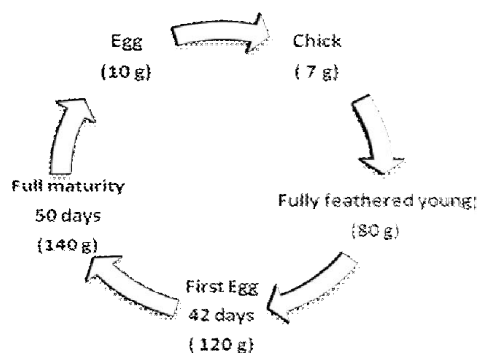 Egg
(10 g)
Chick
( 7 g)
Fully feathered young;
(80 g)
First Egg
42 days
( 120 g)
Full maturity
50 days
(140 g)